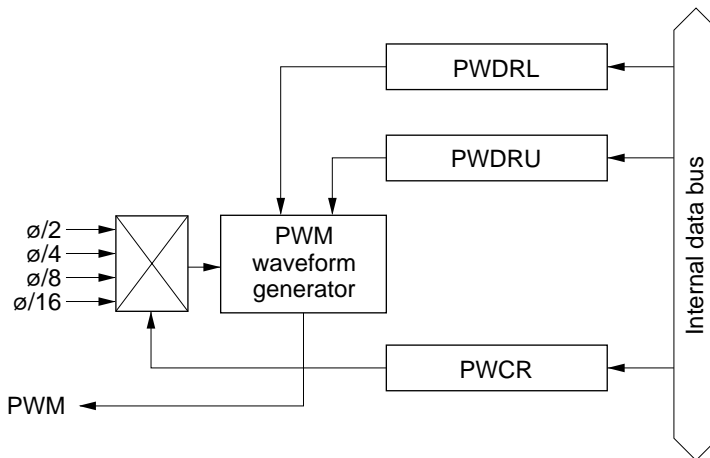 PWDRL
PWDRU
ø/2
ø/4
ø/8
ø/16
PWM
waveform
generator
Internal data bus
PWCR
PWM